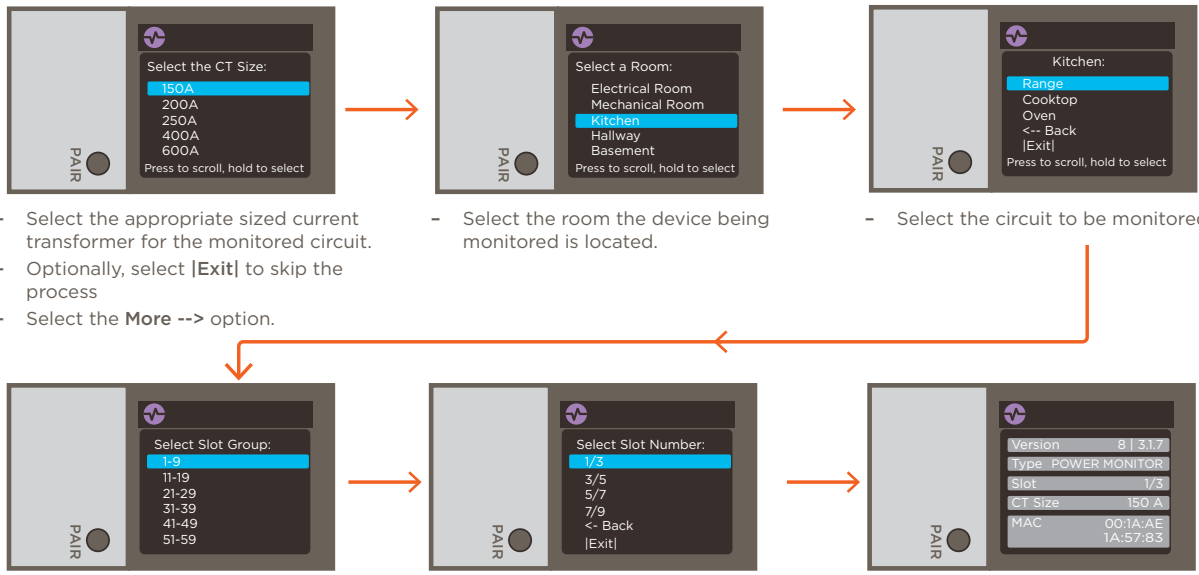 Select the CT Size:
150A
200A
250A
400A
600A
Press to scroll, hold to select
PAIR
Select a Room:
Electrical Room
Mechanical Room
Kitchen
Hallway
Basement
Press to scroll, hold to select
PAIR
Kitchen:
Range
Cooktop
Oven
<-- Back
|Exit|
Press to scroll, hold to select
PAIR
- Select the appropriate sized current
transformer for the monitored circuit.
- Optionally, select |Exit| to skip the
process
- Select the More --> option.
- Select the room the device being
monitored is located.
- Select the circuit to be monitored
Select Slot Group:
1-9
11-19
21-29
31-39
41-49
51-59
PAIR
Select Slot Number:
1/3
3/5
5/7
7/9
<- Back
|Exit|
PAIR
Version 8 | 3.1.7
Type POWER MONITOR
Slot 1/3
CT Size 150 A
MAC 00:1A:AE
1A:57:83
PAIR